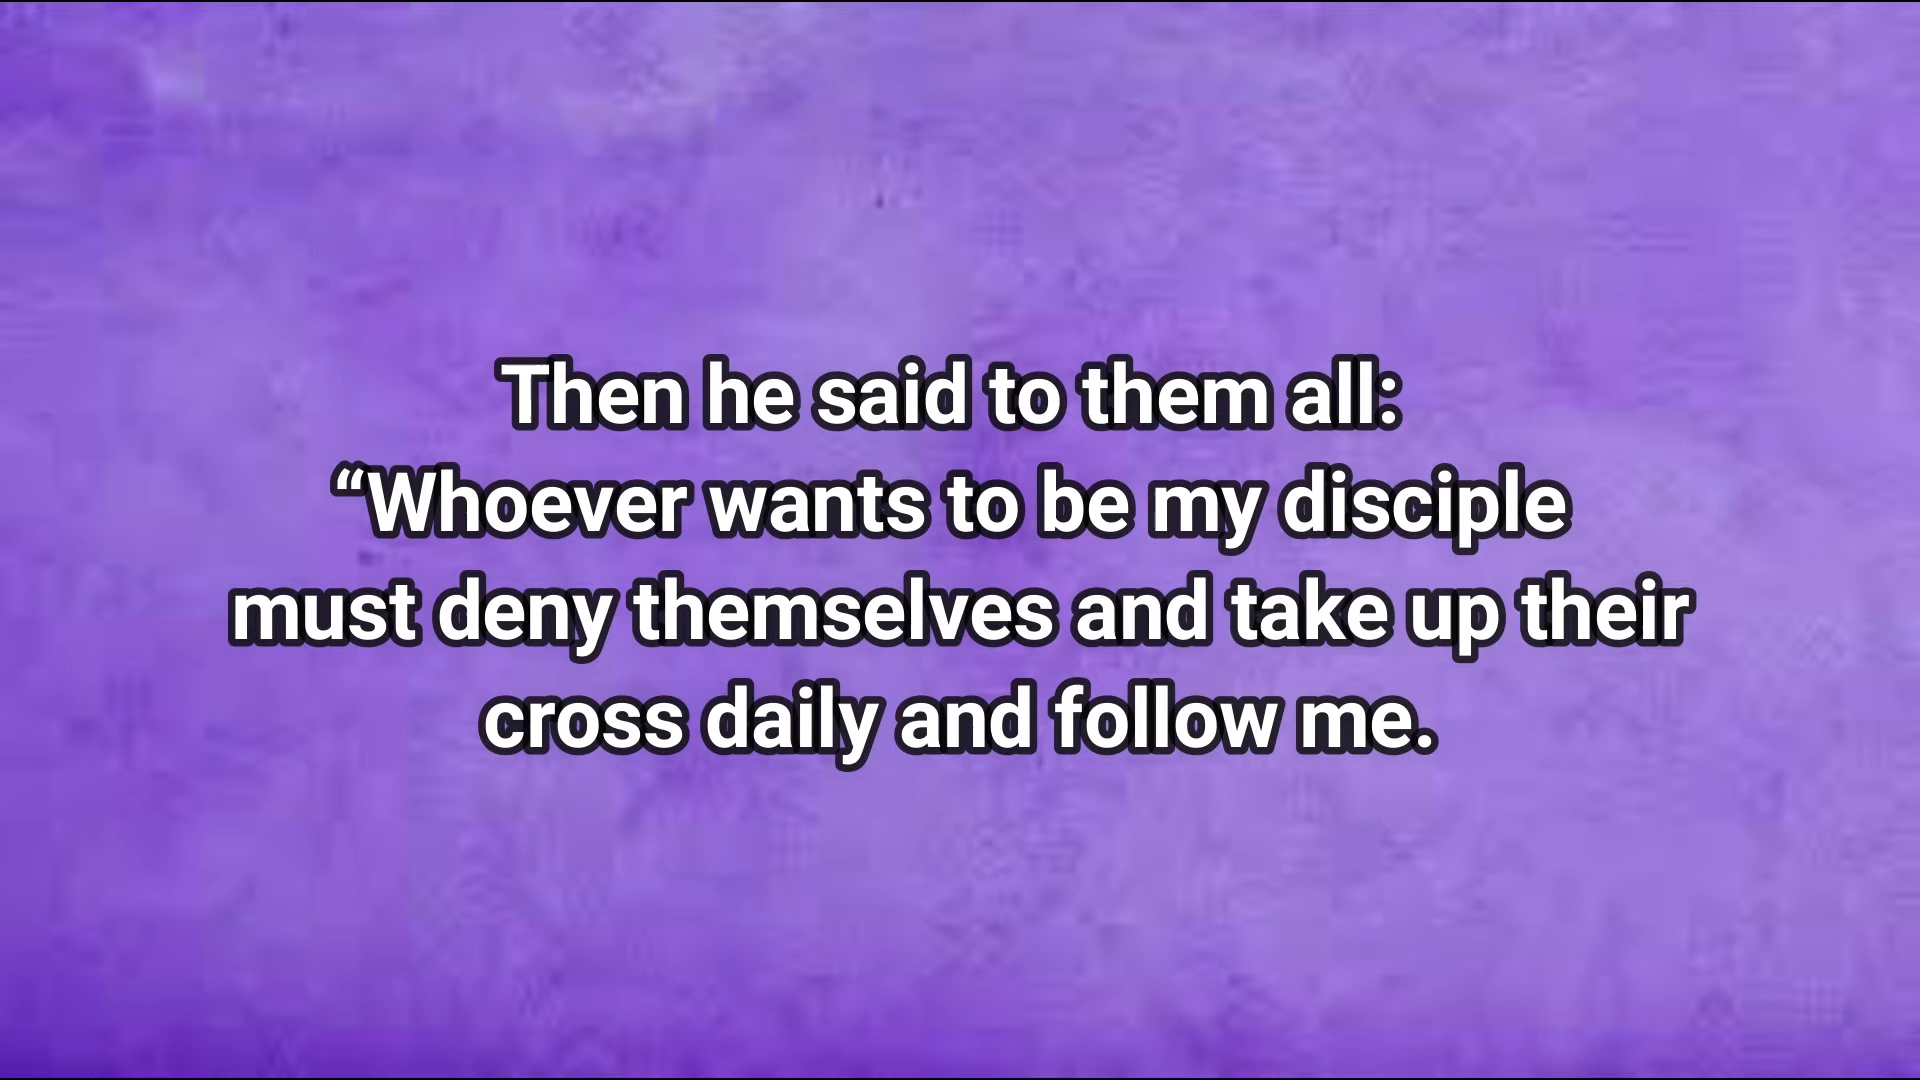 Then he said to them all:
“Whoever wants to be my disciple
must deny themselves and take up their
cross daily and follow me.